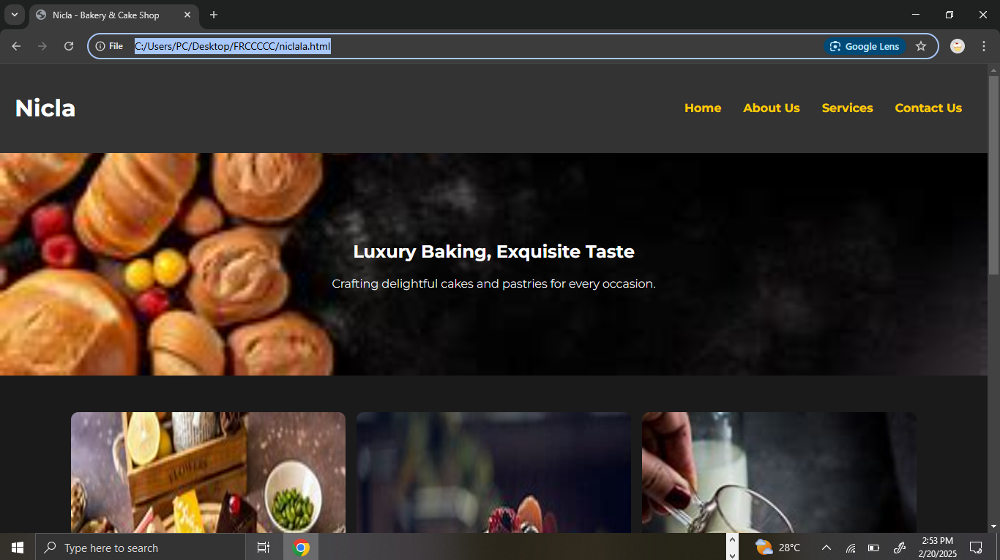 Nicla - Bakery & Cake Shop
File
C:/Users/PC/Desktop/FRCCCCC/niclala.html
Google Lens
Nicla
Home
About Us
Services
Contact Us
Luxury Baking, Exquisite Taste
Crafting delightful cakes and pastries for every occasion.
FLOWERS
Type here to search
28°C
2:53 PM
2/20/2025